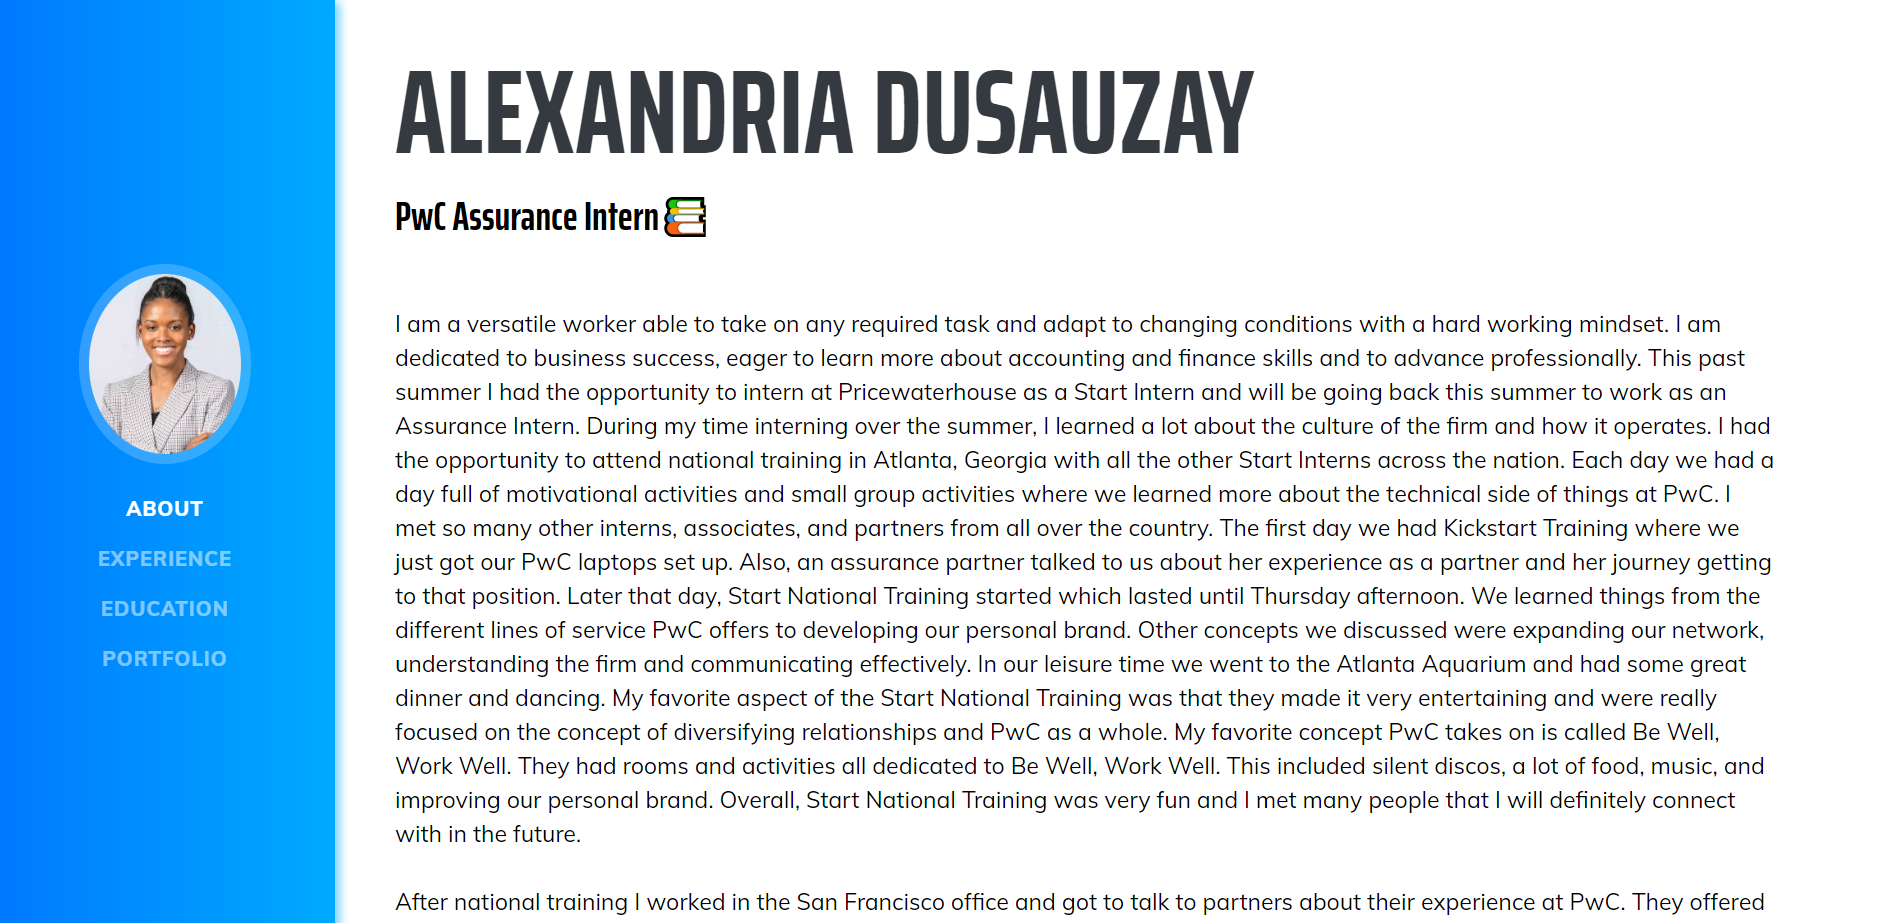 ALEXANDRIA DUSAUZAY
PwC Assurance Intern
ABOUT
EXPERIENCE
EDUCATION
PORTFOLIO
I am a versatile worker able to take on any required task and adapt to changing conditions with a hard working mindset. I am
dedicated to business success, eager to learn more about accounting and finance skills and to advance professionally. This past
summer I had the opportunity to intern at Pricewaterhouse as a Start Intern and will be going back this summer to work as an
Assurance Intern. During my time interning over the summer, I learned a lot about the culture of the firm and how it operates. I had
the opportunity to attend national training in Atlanta, Georgia with all the other Start Interns across the nation. Each day we had a
day full of motivational activities and small group activities where we learned more about the technical side of things at PwC. I
met so many other interns, associates, and partners from all over the country. The first day we had Kickstart Training where we
just got our PwC laptops set up. Also, an assurance partner talked to us about her experience as a partner and her journey getting
to that position. Later that day, Start National Training started which lasted until Thursday afternoon. We learned things from the
different lines of service PwC offers to developing our personal brand. Other concepts we discussed were expanding our network,
understanding the firm and communicating effectively. In our leisure time we went to the Atlanta Aquarium and had some great
dinner and dancing. My favorite aspect of the Start National Training was that they made it very entertaining and were really
focused on the concept of diversifying relationships and PwC as a whole. My favorite concept PwC takes on is called Be Well,
Work Well. They had rooms and activities all dedicated to Be Well, Work Well. This included silent discos, a lot of food, music, and
improving our personal brand. Overall, Start National Training was very fun and I met many people that I will definitely connect
with in the future.
After national training I worked in the San Francisco office and got to talk to partners about their experience at PwC. They offered